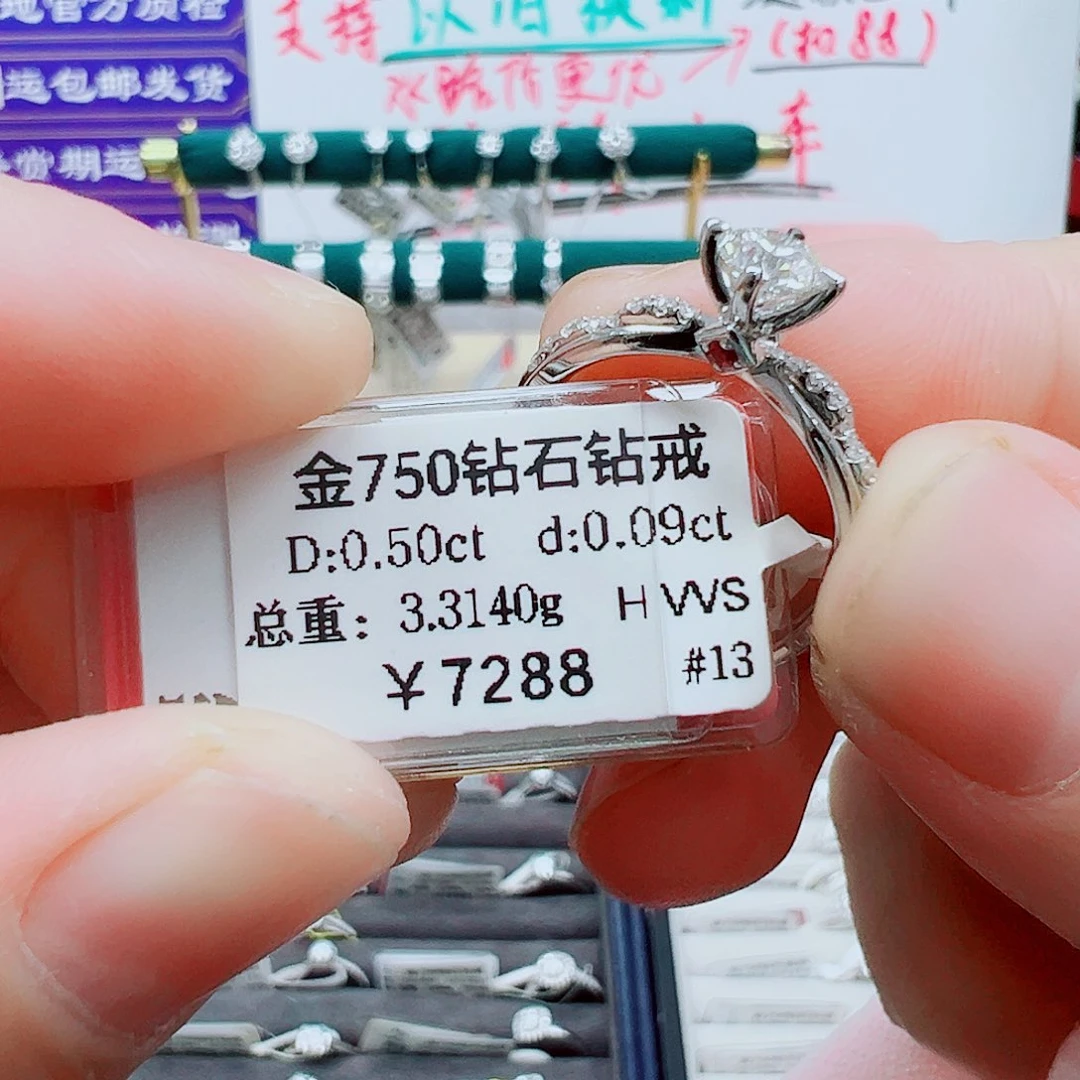 官方质检
运包邮发货
赏期运
支持
(扣88)
金750钻石钻戒
D:0.50ct d:0.09ct
总重: 3.3140g H VVS
￥7288 #13